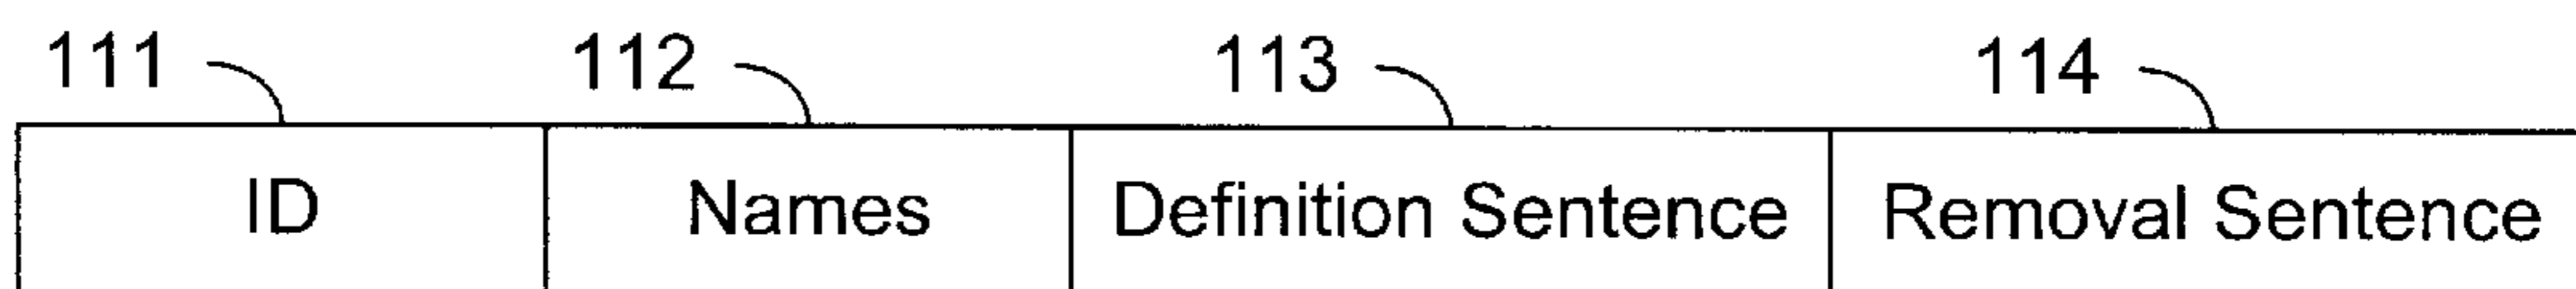 111 112 113 114
ID Names Definition Sentence Removal Sentence